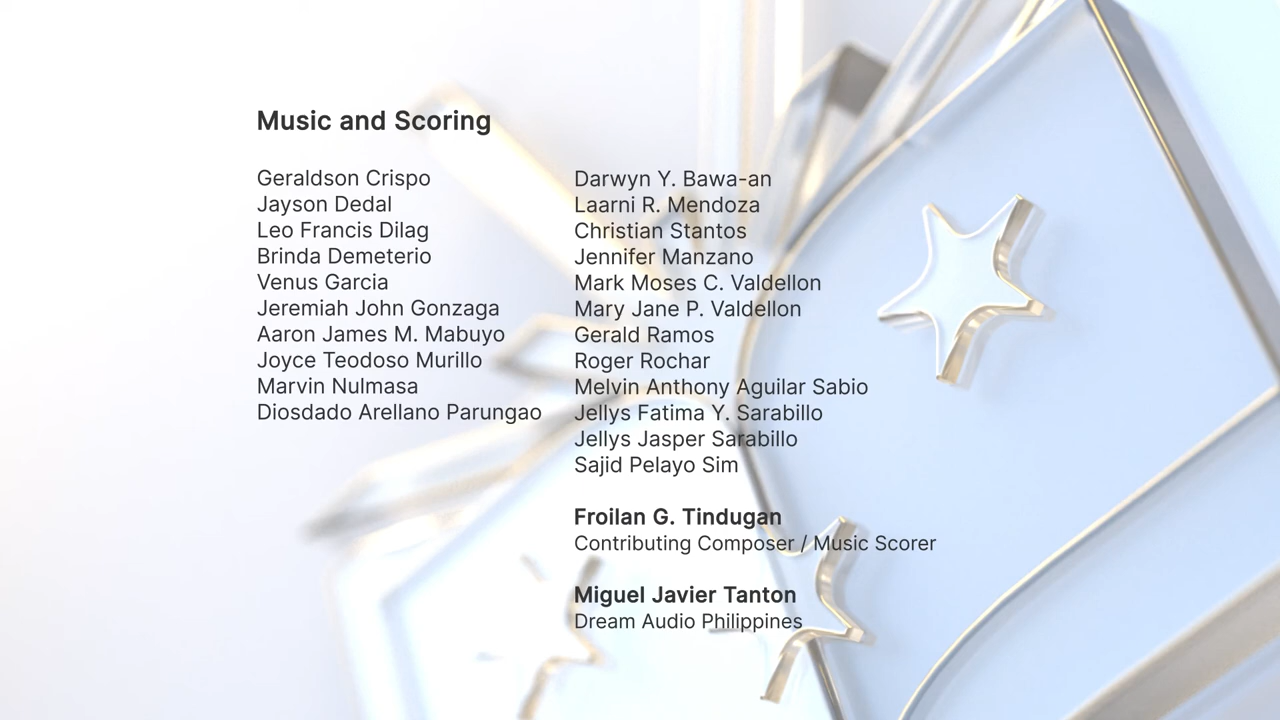 Music and Scoring
Geraldson Crispo
Jayson Dedal
Leo Francis Dilag
Brinda Demeterio
Venus Garcia
Jeremiah John Gonzaga
Aaron James M. Mabuyo
Joyce Teodoso Murillo
Marvin Nulmasa
Diosdado Arellano Parungao
Darwyn Y. Bawa-an
Laarni R. Mendoza
Christian Stantos
Jennifer Manzano
Mark Moses C. Valdellon
Mary Jane P. Valdellon
Gerald Ramos
Roger Rochar
Melvin Anthony Aguilar Sabio
Jellys Fatima Y. Sarabillo
Jellys Jasper Sarabillo
Sajid Pelayo Sim
Froilan G. Tindugan
Contributing Composer / Music Scorer
Miguel Javier Tanton
Dream Audio Philippines